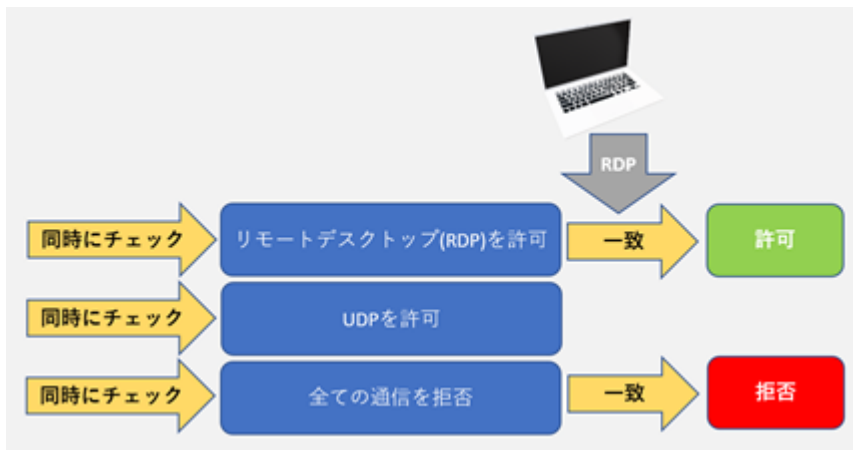 RDP
同時にチェック
リモートデスクトップ(RDP)を許可
一致
許可
同時にチェック
UDPを許可
同時にチェック
全ての通信を拒否
一致
拒否